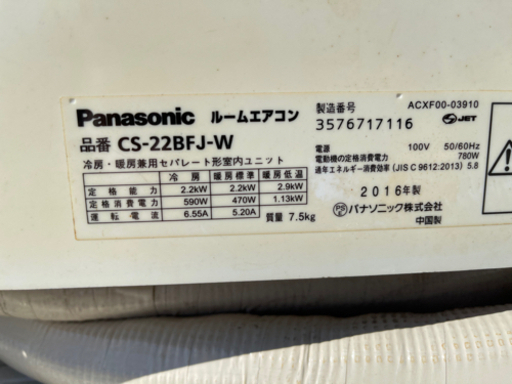 Panasonic ルームエアコン
品番 CS-22BFJ-W
冷房・暖房兼用セパレート形室内ユニット
冷房 暖房標準 暖房低温
定格能力 2.2kW 2.2kW 2.9kW
定格消費電力 590W 470W 1.13kW
運転電流 6.55A 5.20A
質量 7.5kg
製造番号 ACXF00-03910
3576717116 JET
電源 100V 50/60Hz
電動機の定格消費電力 780W
通年エネルギー消費効率 (JIS C 9612:2013) 5.8
2016年製
PSE パナソニック株式会社
中国製